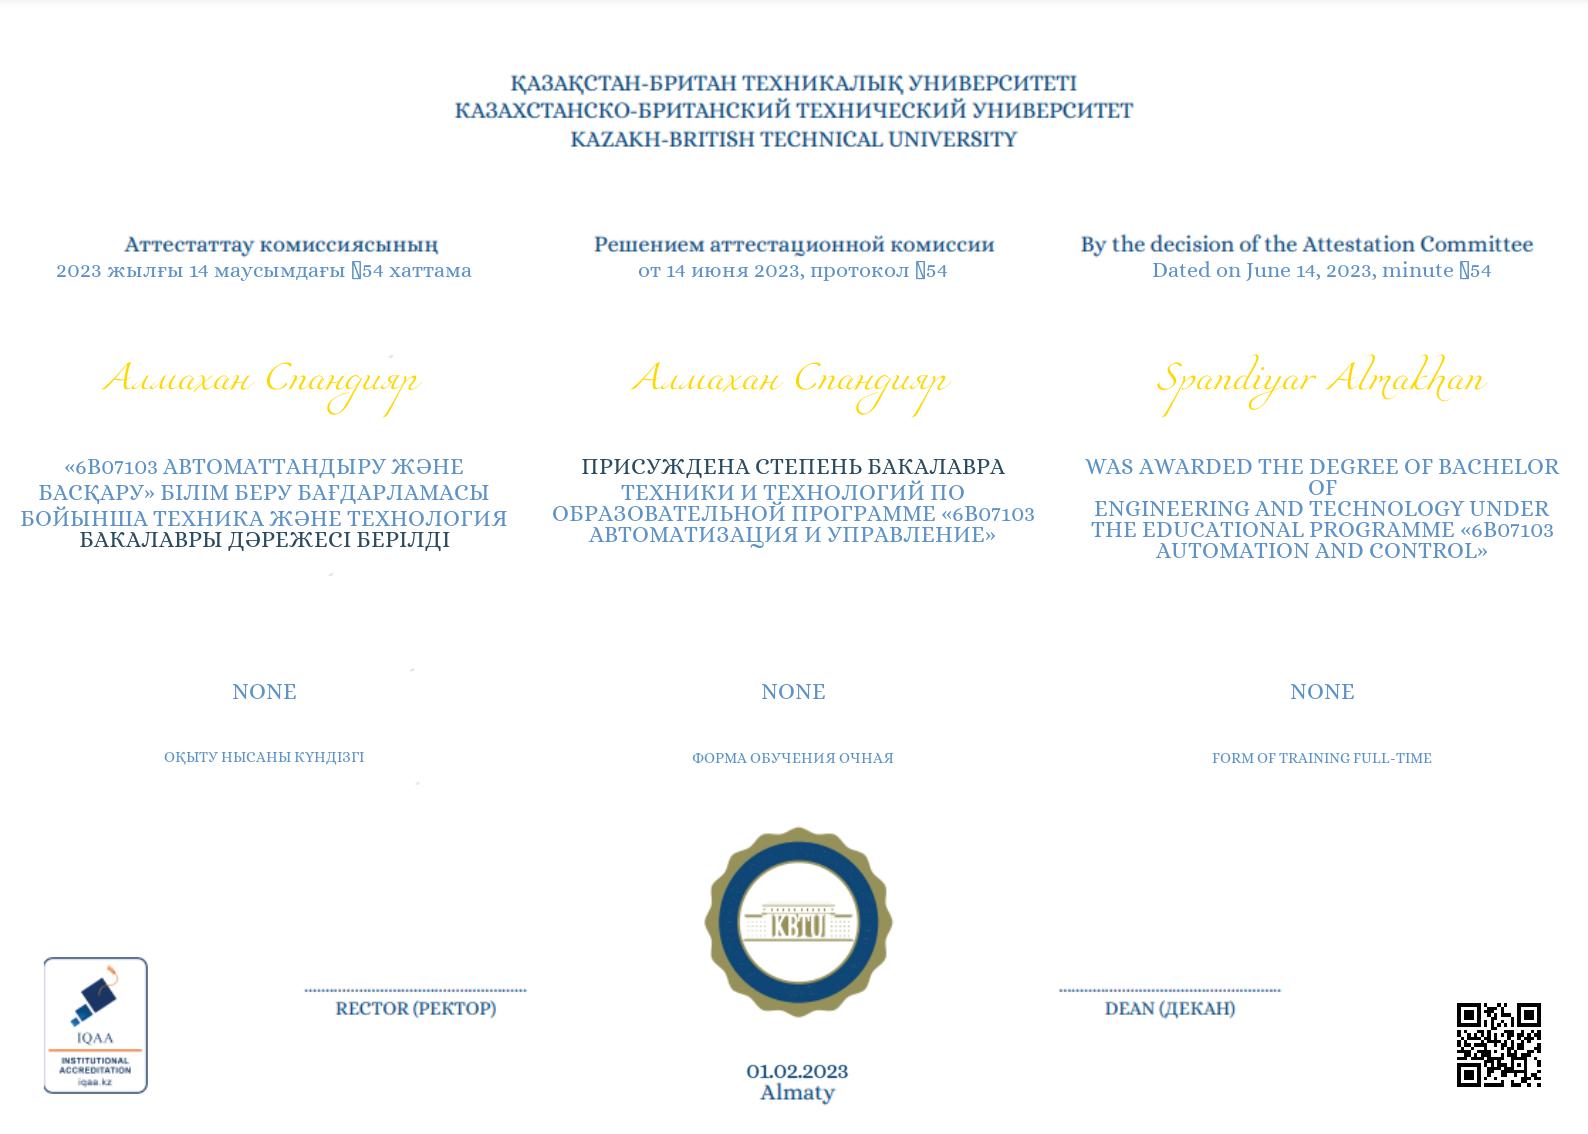 ҚАЗАҚСТАН-БРИТАН ТЕХНИКАЛЫҚ УНИВЕРСИТЕТІ
КАЗАХСТАНСКО-БРИТАНСКИЙ ТЕХНИЧЕСКИЙ УНИВЕРСИТЕТ
KAZAKH-BRITISH TECHNICAL UNIVERSITY
Аттестаттау комиссиясының
2023 жылғы 14 маусымдағы 54 хаттама
Алмахан Спандияр
«6B07103 АВТОМАТТАНДЫРУ ЖӘНЕ
БАСҚАРУ» БІЛІМ БЕРУ БАҒДАРЛАМАСЫ
БОЙЫНША ТЕХНИКА ЖӘНЕ ТЕХНОЛОГИЯ
БАКАЛАВРЫ ДӘРЕЖЕСІ БЕРІЛДІ
NONE
ОҚЫТУ НЫСАНЫ КҮНДІЗГІ
Решением аттестационной комиссии
от 14 июня 2023, протокол 54
Алмахан Спандияр
ПРИСУЖДЕНА СТЕПЕНЬ БАКАЛАВРА
ТЕХНИКИ И ТЕХНОЛОГИЙ ПО
ОБРАЗОВАТЕЛЬНОЙ ПРОГРАММЕ «6B07103
АВТОМАТИЗАЦИЯ И УПРАВЛЕНИЕ»
NONE
ФОРМА ОБУЧЕНИЯ ОЧНАЯ
By the decision of the Attestation Committee
Dated on June 14, 2023, minute 54
Spandiyar Almakhan
WAS AWARDED THE DEGREE OF BACHELOR
OF
ENGINEERING AND TECHNOLOGY UNDER
THE EDUCATIONAL PROGRAMME «6B07103
AUTOMATION AND CONTROL»
NONE
FORM OF TRAINING FULL-TIME
KBTU
IQAA
INSTITUTIONAL
ACCREDITATION
iqaa.kz
RECTOR (РЕКТОР)
DEAN (ДЕКАН)
01.02.2023
Almaty